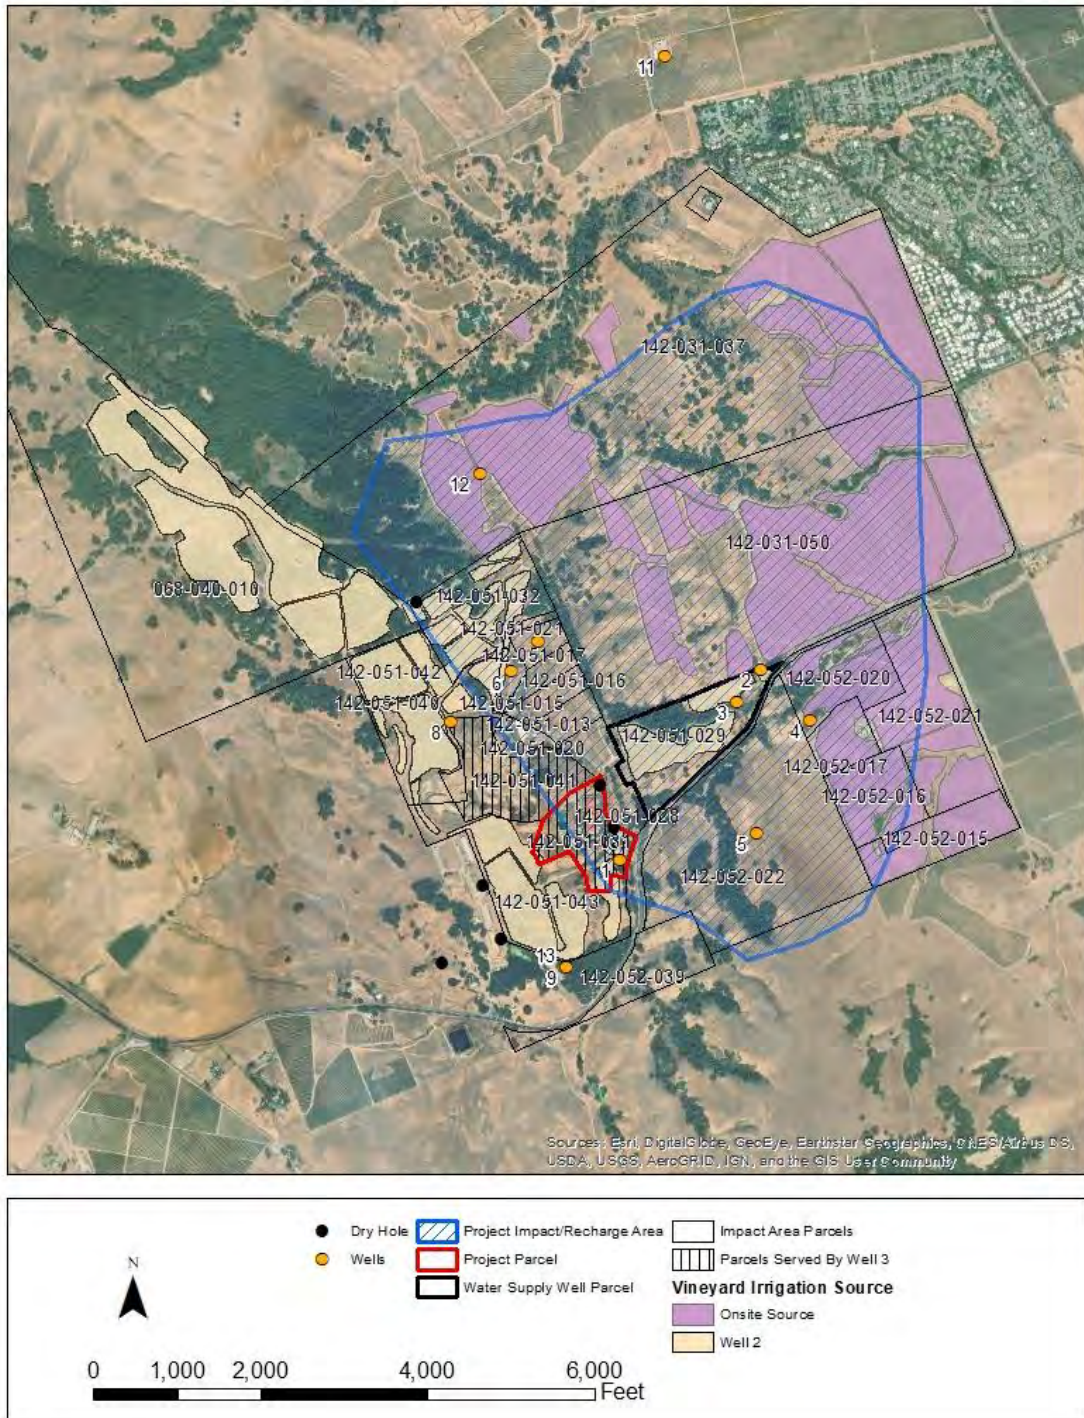 11
142-031-037
12
142-031-050
068-040-010
142-051-032
142-051-021
142-051-017
142-051-042
6
142-051-016
2
142-052-020
142-051-040
142-051-015
3
142-052-021
8
142-051-013
142-051-029
4
142-051-020
142-052-017
142-051-041
142-052-016
142-051-028
142-051-031
5
142-052-015
1
142-052-022
142-051-043
13
9
142-052-039
Sources: Esri, DigitalGlobe, GeoEye, Earthstar Geographics, CNES/Airbus DS,
USDA, USGS, AeroGRID, IGN, and the GIS User Community
Dry Hole
Project Impact/Recharge Area
Impact Area Parcels
Wells
Project Parcel
Parcels Served By Well 3
Water Supply Well Parcel
Vineyard Irrigation Source
N
Onsite Source
Well 2
0 1,000 2,000 4,000 6,000
Feet